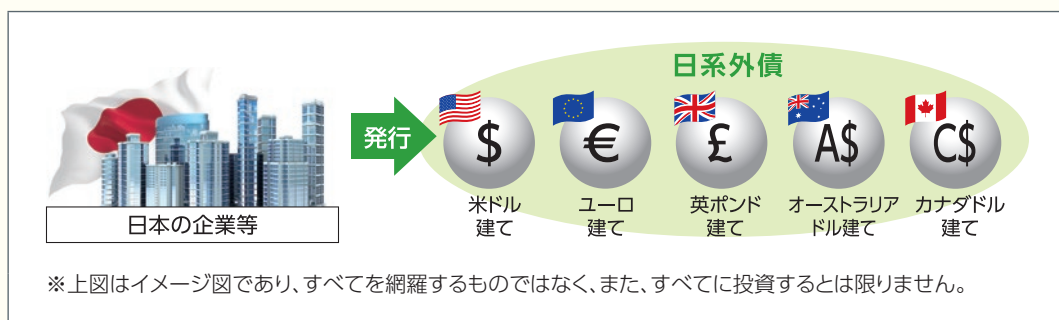 日系外債
発行
$
€
£
A$
C$
米ドル
建て
ユーロ
建て
英ポンド
建て
オーストラリア
ドル建て
カナダドル
建て
日本の企業等
※上図はイメージ図であり、すべてを網羅するものではなく、また、すべてに投資するとは限りません。